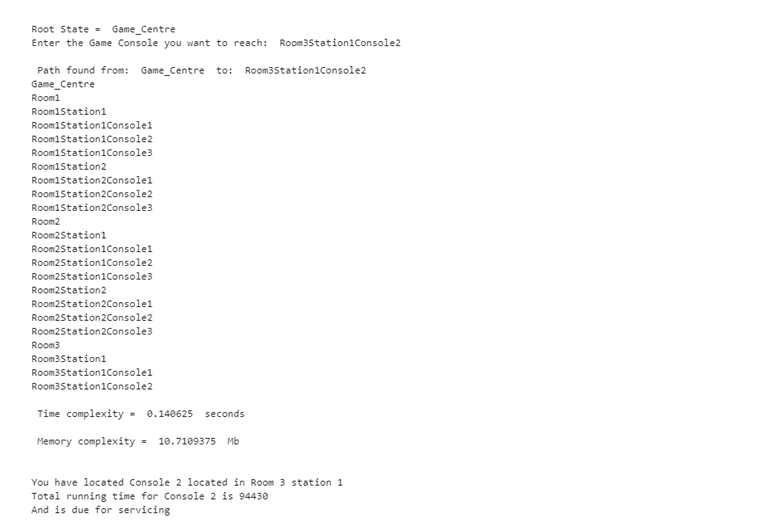 Root State =  Game_Centre
Enter the Game Console you want to reach:  Room3Station1Console2
Path found from:  Game_Centre  to:  Room3Station1Console2
Game_Centre
Room1
Room1Station1
Room1Station1Console1
Room1Station1Console2
Room1Station1Console3
Room1Station2
Room1Station2Console1
Room1Station2Console2
Room1Station2Console3
Room2
Room2Station1
Room2Station1Console1
Room2Station1Console2
Room2Station1Console3
Room2Station2
Room2Station2Console1
Room2Station2Console2
Room2Station2Console3
Room3
Room3Station1
Room3Station1Console1
Room3Station1Console2
Time complexity =  0.140625  seconds
Memory complexity =  10.7109375  Mb
You have located Console 2 located in Room 3 station 1
Total running time for Console 2 is 94430
And is due for servicing